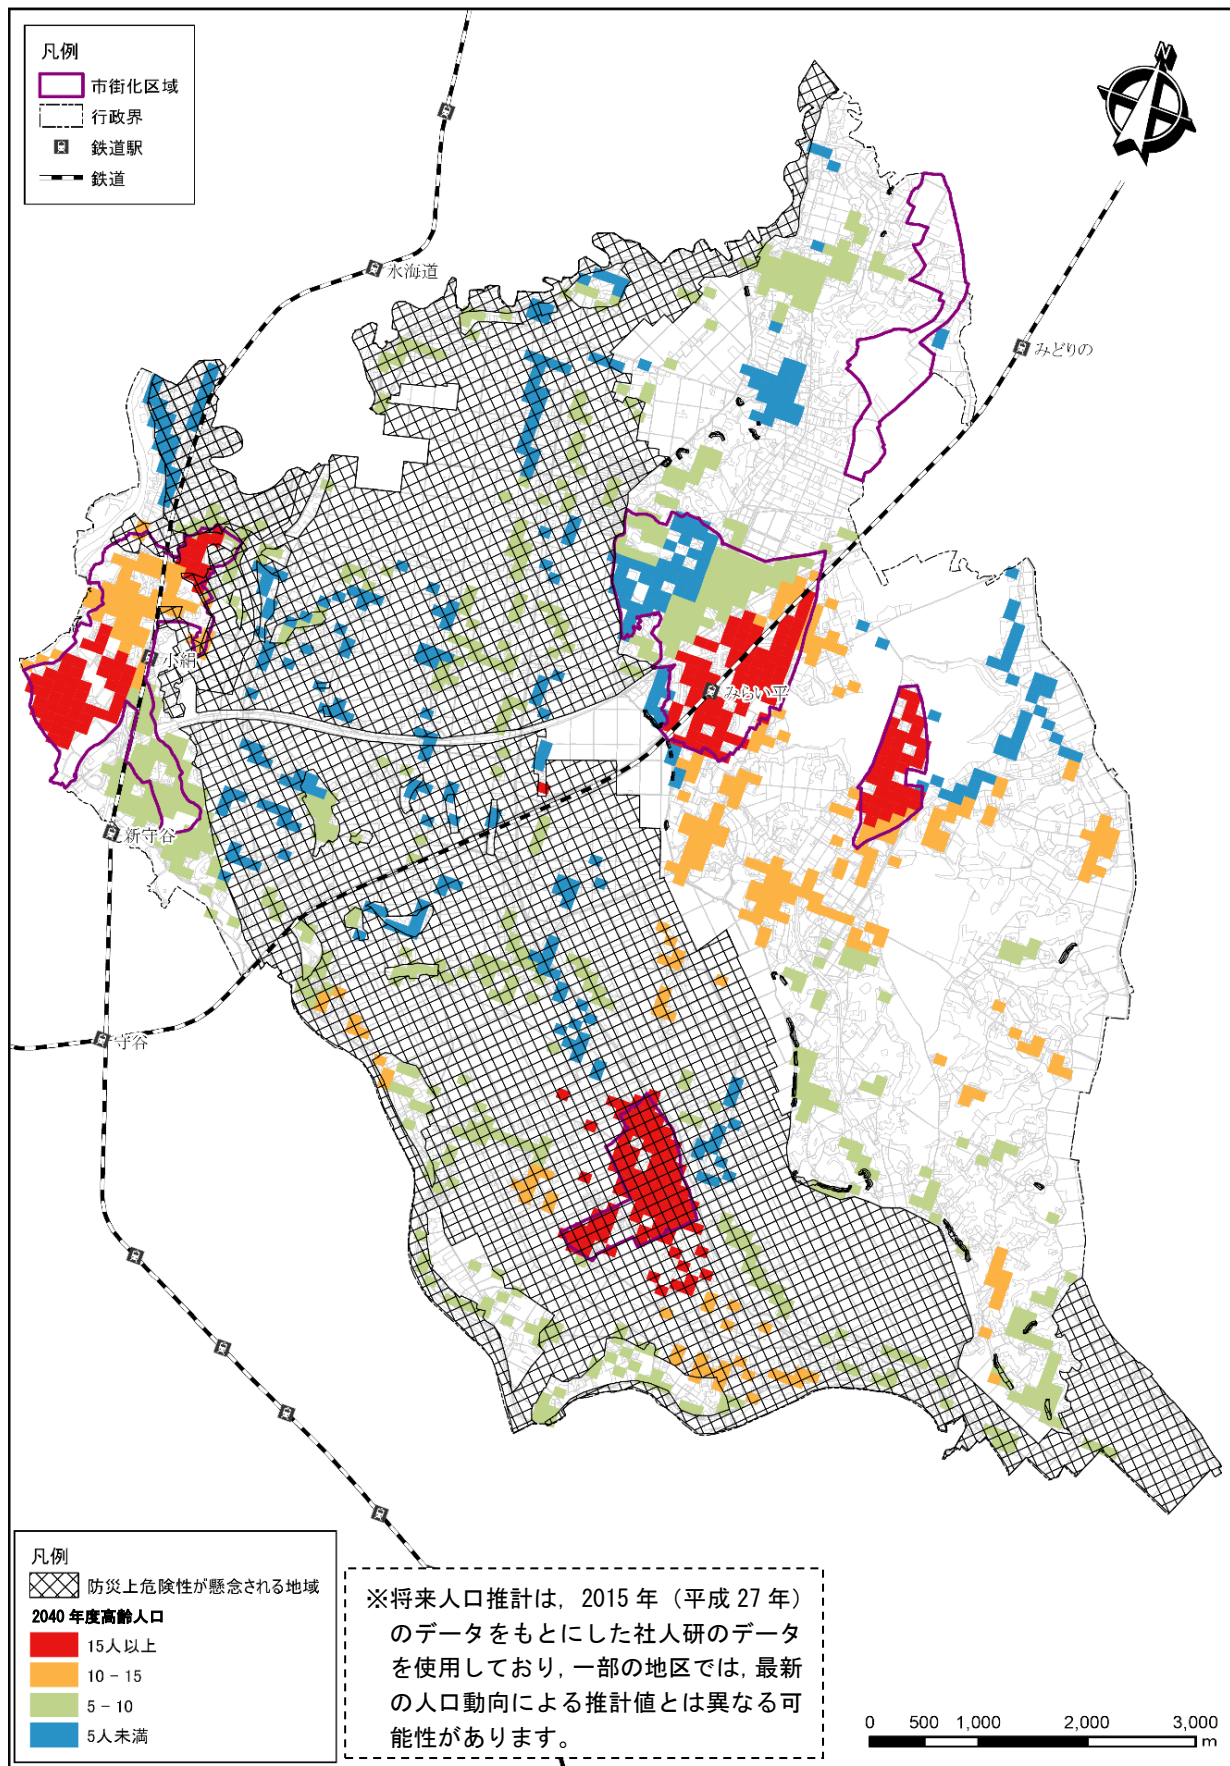 凡例
市街化区域
行政界
鉄道駅
鉄道
N
水海道
みどりの
小絹
みらい平
新守谷
守谷
凡例
防災上危険性が懸念される地域
2040 年度高齢人口
15人以上
10 - 15
5 - 10
5人未満
※将来人口推計は，2015 年（平成 27 年）
のデータをもとにした社人研のデータ
を使用しており，一部の地区では，最新
の人口動向による推計値とは異なる可
能性があります。
0 500 1,000 2,000 3,000
m